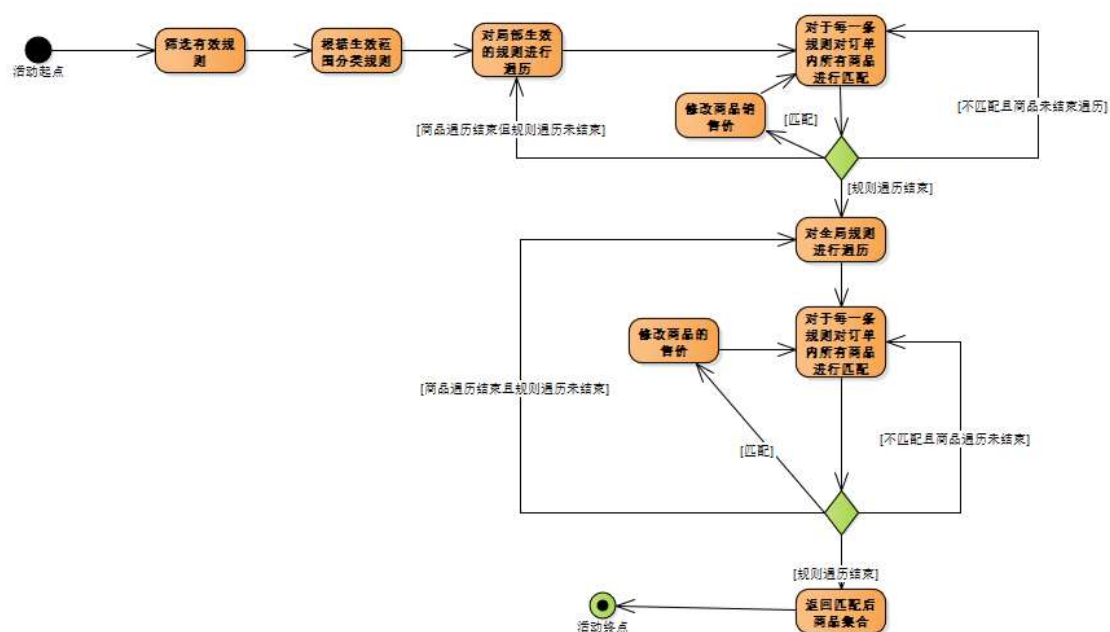 筛选有效规
则
根据生效范
围分类规则
对局部生效
的规则进行
遍历
对于每一条
规则对订单
内所有商品
进行匹配
活动起点
修改商品销
售价
[不匹配且商品未结束遍历]
[匹配]
[商品遍历结束但规则遍历未结束]
[规则遍历结束]
对全局规则
进行遍历
对于每一条
规则对订单
内所有商品
进行匹配
修改商品的
售价
[商品遍历结束且规则遍历未结束]
[不匹配且商品遍历未结束]
[匹配]
[规则遍历结束]
返回匹配后
商品集合
活动终点